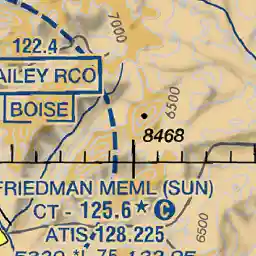 7000
122.4
AILEY RCO
BOISE
6500
8468
FRIEDMAN MEML (SUN)
CT - 125.6 ★ C
ATIS 128.225
6500